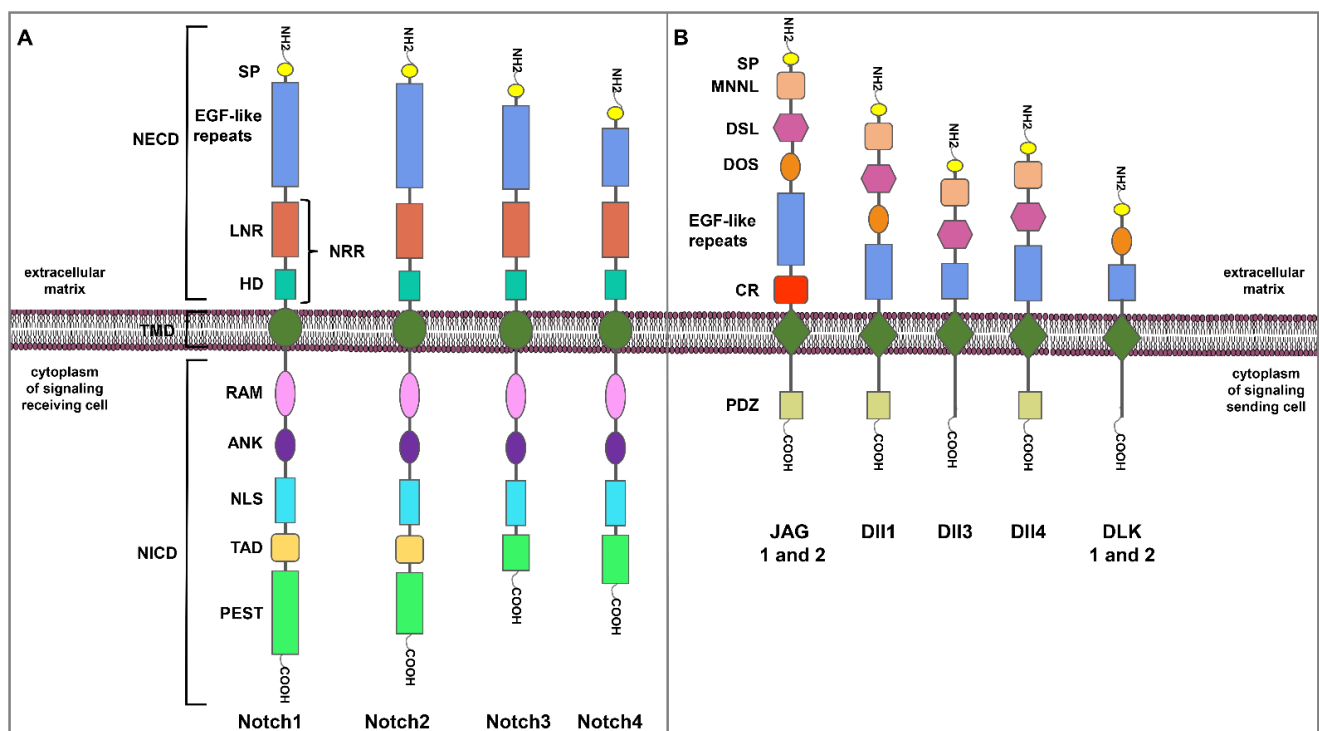 A
NH2
NH2
NH2
NH2
SP
EGF-like
repeats
NECD
LNR
NRR
HD
extracellular
matrix
TMD
cytoplasm
of signaling
receiving cell
RAM
ANK
NLS
NICD
TAD
PEST
COOH
COOH
COOH
COOH
Notch1
Notch2
Notch3
Notch4
B
NH2
NH2
NH2
NH2
NH2
SP
MNNL
DSL
DOS
EGF-like
repeats
CR
extracellular
matrix
cytoplasm
of signaling
sending cell
PDZ
COOH
COOH
COOH
COOH
COOH
JAG
1 and 2
Dll1
Dll3
Dll4
DLK
1 and 2